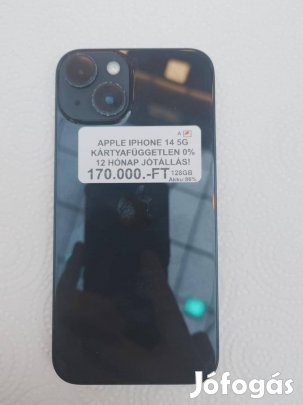 A
APPLE IPHONE 14 5G
KÁRTYAFÜGGETLEN 0%
12 HÓNAP JÓTÁLLÁS!
170.000.-FT 128GB
Akku:86%
Jófogás